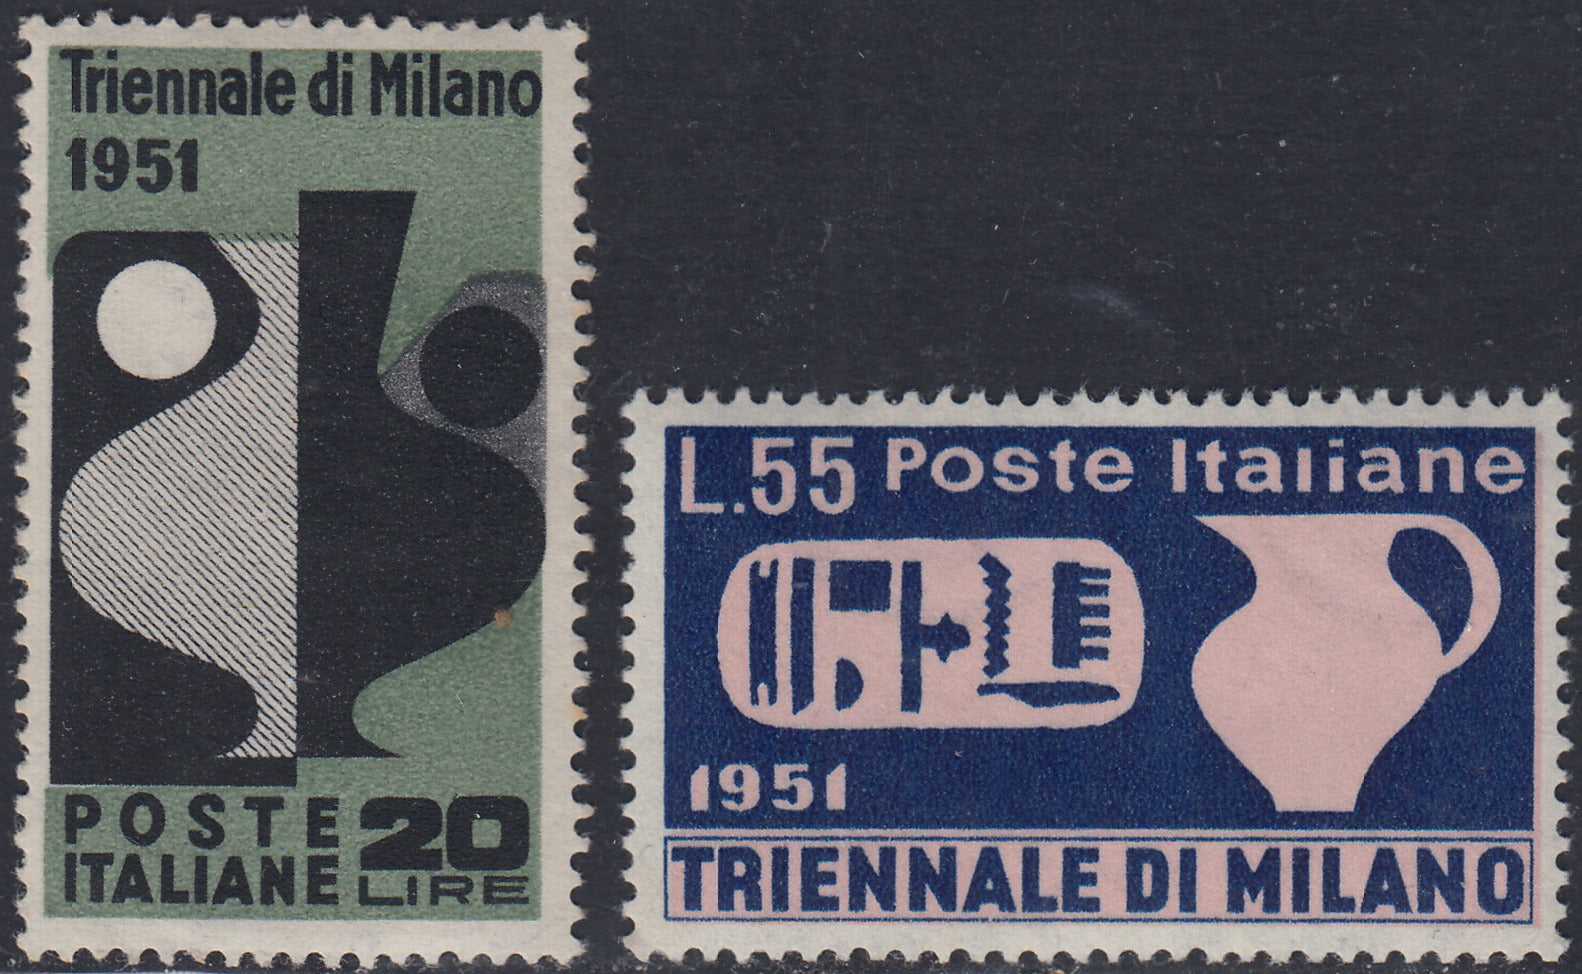 Triennale di Milano
1951
POSTE
ITALIANE
20
LIRE
L.55 Poste Italiane
1951
TRIENNALE DI MILANO